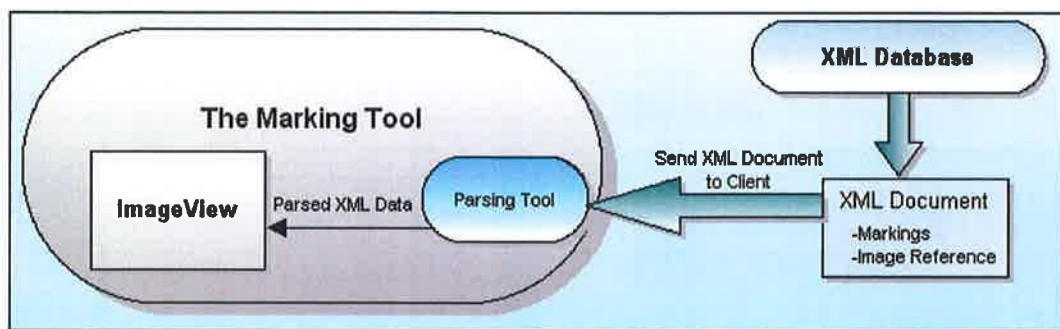 XML Database
The Marking Tool
Send XML Document
to Client
ImageView
Parsed XML Data
Parsing Tool
XML Document
-Markings
-Image Reference